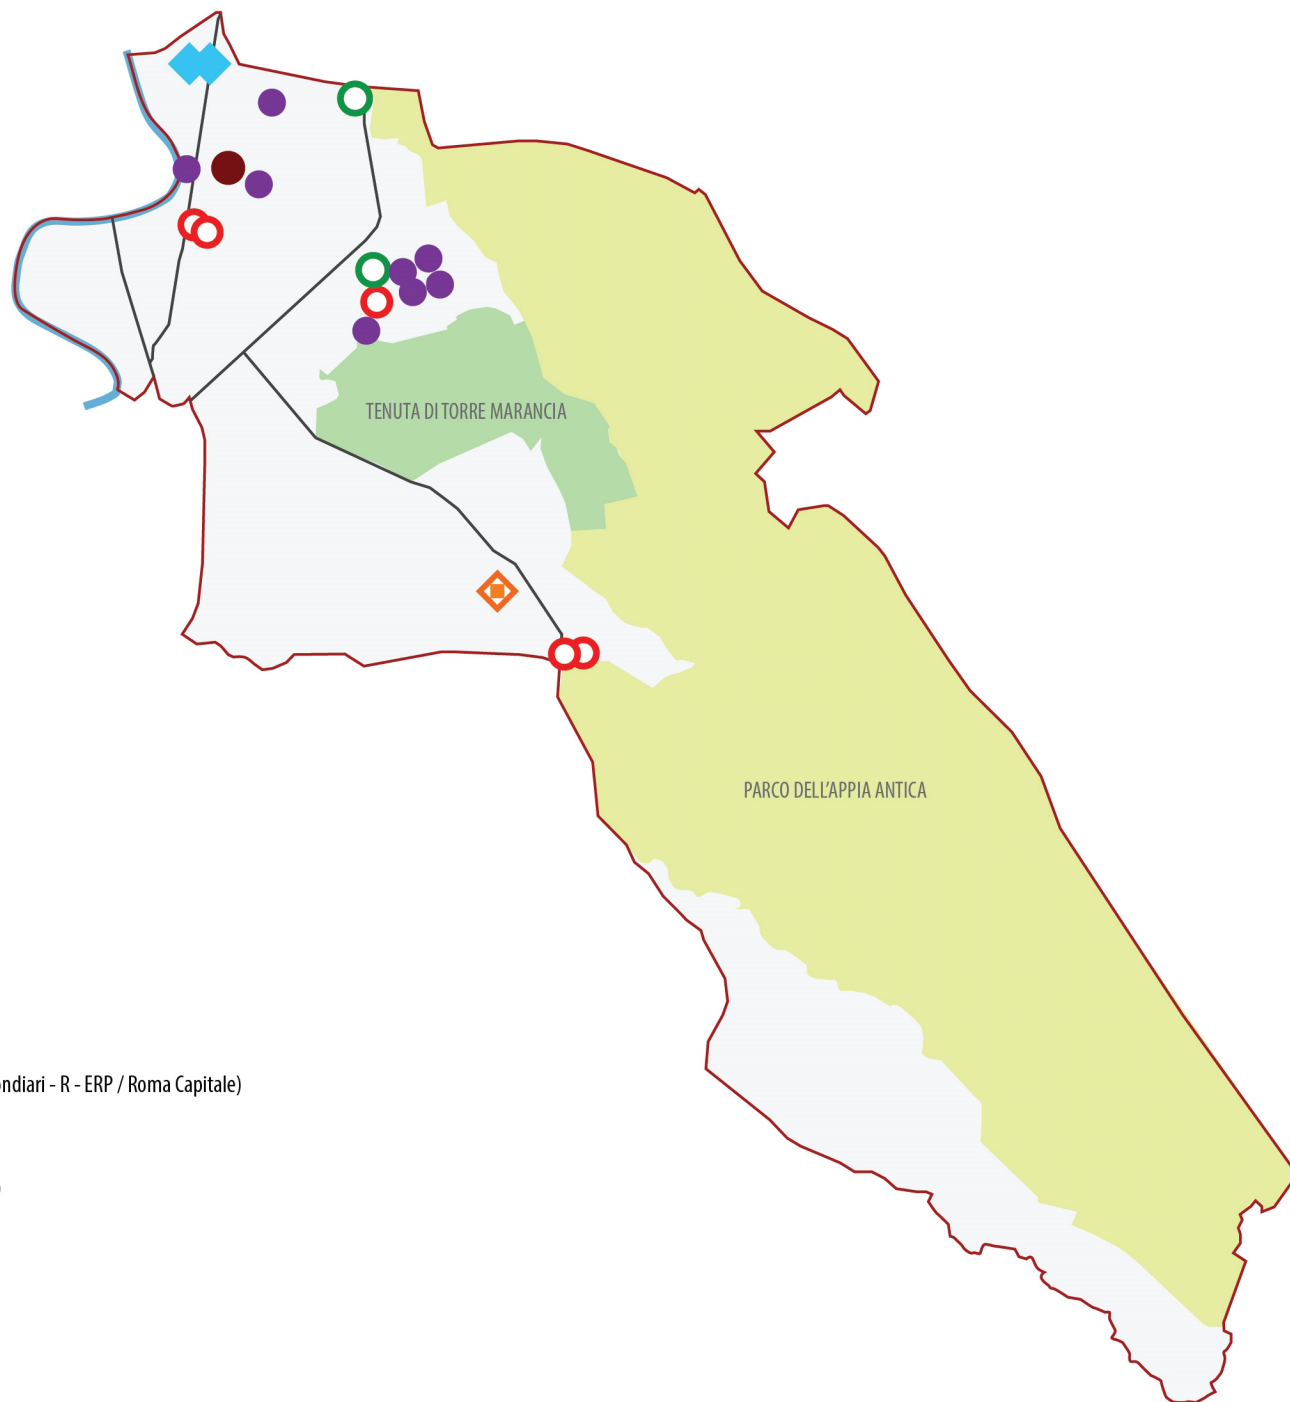 TENUTA DI TORRE MARANCIA
PARCO DELL'APPIA ANTICA
ndiari - R - ERP / Roma Capitale)
)